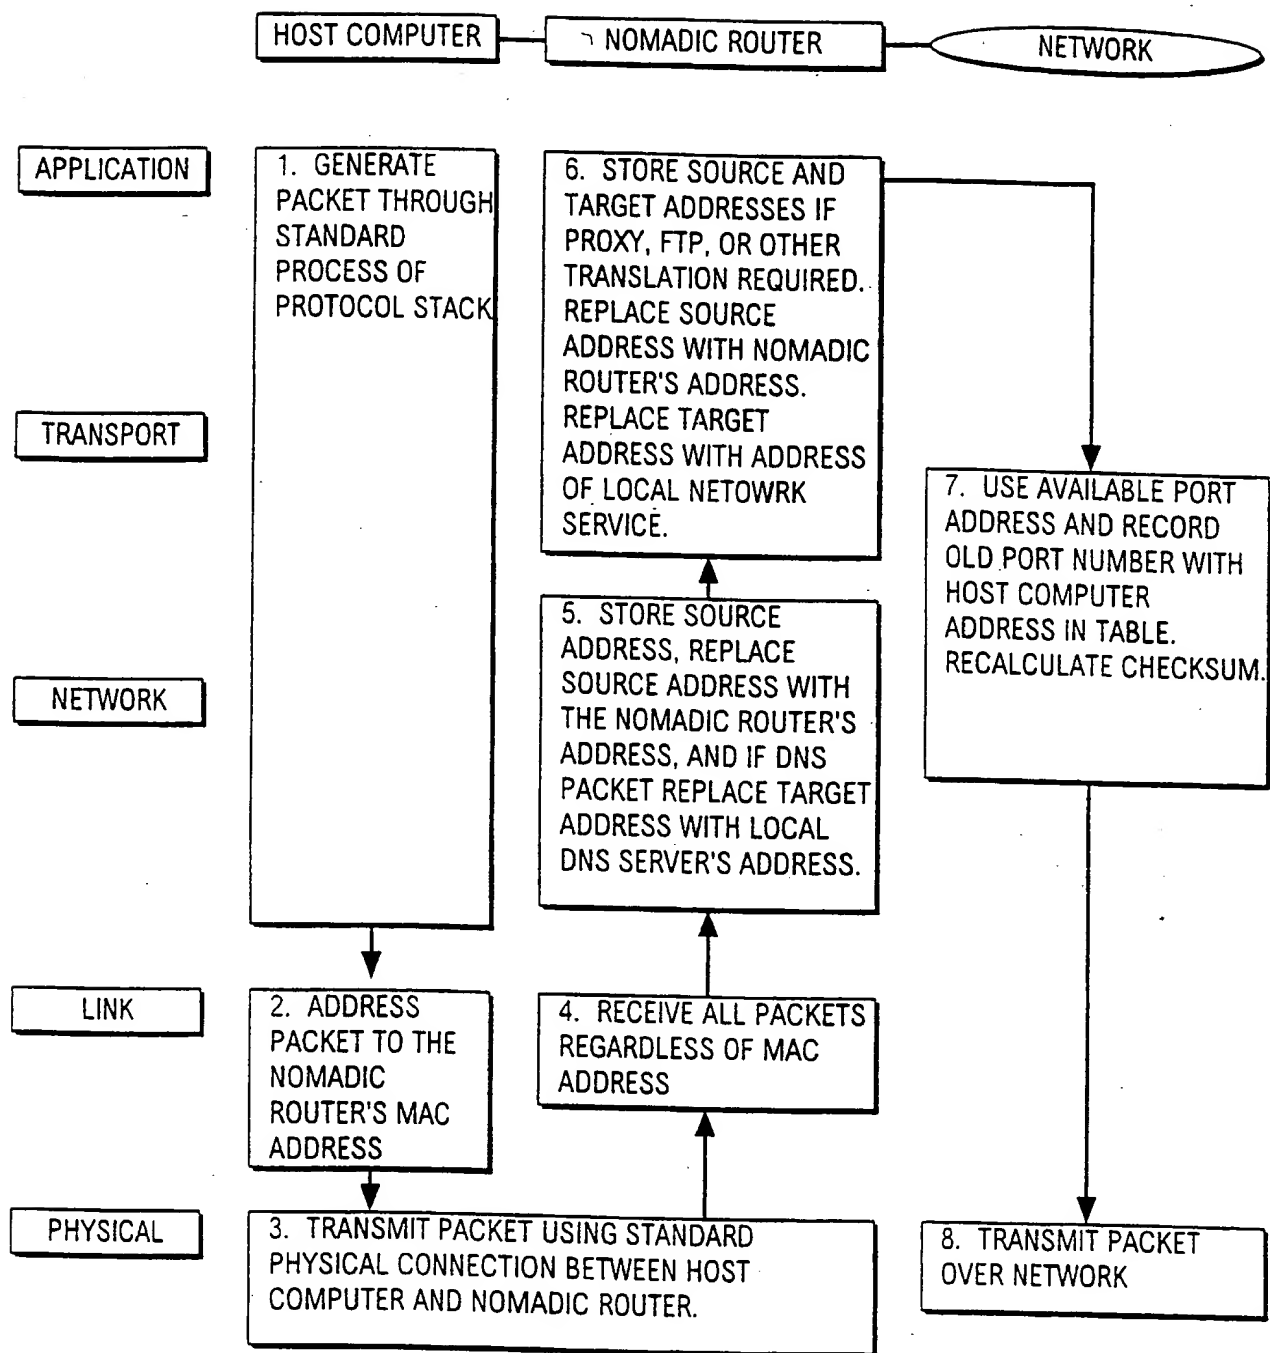 HOST COMPUTER
NOMADIC ROUTER
NETWORK
APPLICATION
1. GENERATE
PACKET THROUGH
STANDARD
PROCESS OF
PROTOCOL STACK
6. STORE SOURCE AND
TARGET ADDRESSES IF
PROXY, FTP, OR OTHER
TRANSLATION REQUIRED.
REPLACE SOURCE
ADDRESS WITH NOMADIC
ROUTER'S ADDRESS.
REPLACE TARGET
ADDRESS WITH ADDRESS
OF LOCAL NETOWRK
SERVICE.
TRANSPORT
7. USE AVAILABLE PORT
ADDRESS AND RECORD
OLD PORT NUMBER WITH
HOST COMPUTER
ADDRESS IN TABLE.
RECALCULATE CHECKSUM.
NETWORK
5. STORE SOURCE
ADDRESS, REPLACE
SOURCE ADDRESS WITH
THE NOMADIC ROUTER'S
ADDRESS, AND IF DNS
PACKET REPLACE TARGET
ADDRESS WITH LOCAL
DNS SERVER'S ADDRESS.
LINK
2. ADDRESS
PACKET TO THE
NOMADIC
ROUTER'S MAC
ADDRESS
4. RECEIVE ALL PACKETS
REGARDLESS OF MAC
ADDRESS
PHYSICAL
3. TRANSMIT PACKET USING STANDARD
PHYSICAL CONNECTION BETWEEN HOST
COMPUTER AND NOMADIC ROUTER.
8. TRANSMIT PACKET
OVER NETWORK